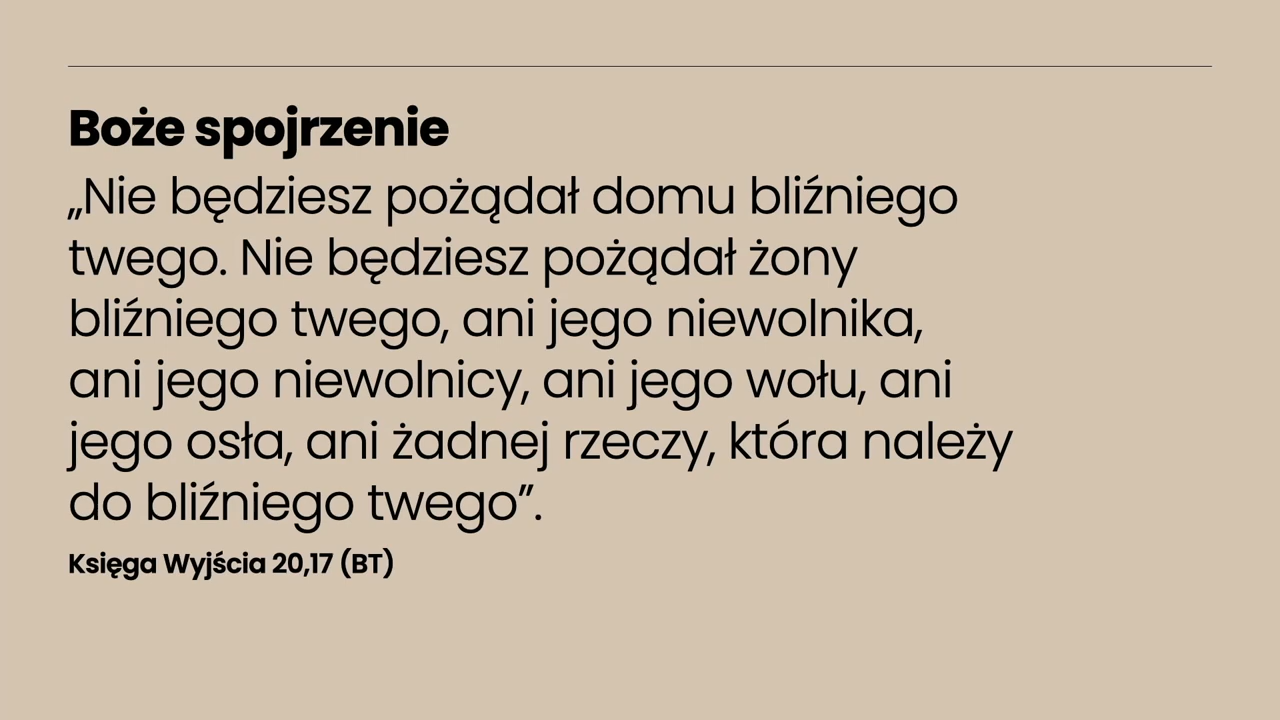 Boże spojrzenie
„Nie będziesz pożądał domu bliźniego
twego. Nie będziesz pożądał żony
bliźniego twego, ani jego niewolnika,
ani jego niewolnicy, ani jego wołu, ani
jego osła, ani żadnej rzeczy, która należy
do bliźniego twego”.
Księga Wyjścia 20,17 (BT)